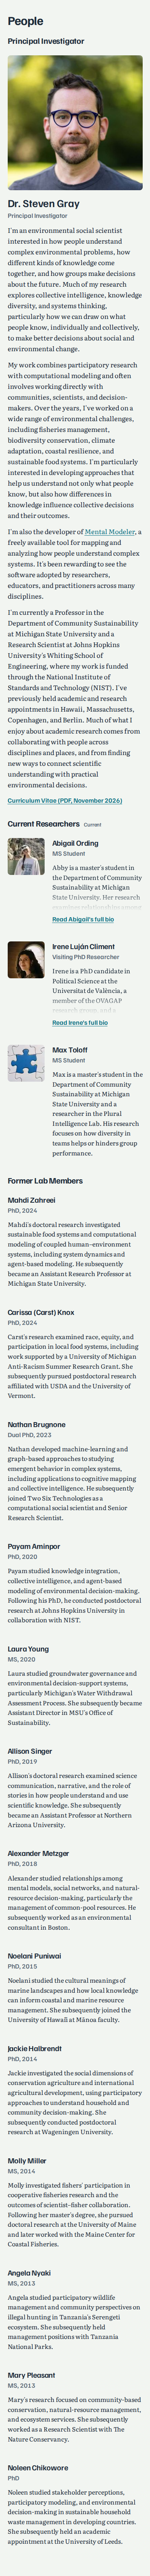 People
Principal Investigator
Dr. Steven Gray
Principal Investigator
I'm an environmental social scientist
interested in how people understand
complex environmental problems, how
different kinds of knowledge come
together, and how groups make decisions
about the future. Much of my research
explores collective intelligence, knowledge
diversity, and systems thinking,
particularly how we can draw on what
people know, individually and collectively,
to make better decisions about social and
environmental change.
My work combines participatory research
with computational modeling and often
involves working directly with
communities, scientists, and decision-
makers. Over the years, I've worked on a
wide range of environmental challenges,
including fisheries management,
biodiversity conservation, climate
adaptation, coastal resilience, and
sustainable food systems. I'm particularly
interested in developing approaches that
help us understand not only what people
know, but also how differences in
knowledge influence collective decisions
and their outcomes.
I'm also the developer of Mental Modeler, a
freely available tool for mapping and
analyzing how people understand complex
systems. It's been rewarding to see the
software adopted by researchers,
educators, and practitioners across many
disciplines.
I'm currently a Professor in the
Department of Community Sustainability
at Michigan State University and a
Research Scientist at Johns Hopkins
University's Whiting School of
Engineering, where my work is funded
through the National Institute of
Standards and Technology (NIST). I've
previously held academic and research
appointments in Hawaii, Massachusetts,
Copenhagen, and Berlin. Much of what I
enjoy about academic research comes from
collaborating with people across
disciplines and places, and from finding
new ways to connect scientific
understanding with practical
environmental decisions.
Curriculum Vitae (PDF, November 2026)
Current Researchers Current
Abigail Ording
MS Student
Abby is a master's student in
the Department of Community
Sustainability at Michigan
State University. Her research
Read Abigail's full bio
Irene Luján Climent
Visiting PhD Researcher
Irene is a PhD candidate in
Political Science at the
Universitat de València, a
member of the OVAGAP
Read Irene's full bio
Max Toloff
MS Student
Max is a master's student in the
Department of Community
Sustainability at Michigan
State University and a
researcher in the Plural
Intelligence Lab. His research
focuses on how diversity in
teams helps or hinders group
performance.
Former Lab Members
Mahdi Zahraei
PhD, 2024
Mahdi's doctoral research investigated
sustainable food systems and computational
modeling of coupled human-environment
systems, including system dynamics and
agent-based modeling. He subsequently
became an Assistant Research Professor at
Michigan State University.
Carissa (Carst) Knox
PhD, 2024
Carst's research examined race, equity, and
participation in local food systems, including
work supported by a University of Michigan
Anti-Racism Summer Research Grant. She
subsequently pursued postdoctoral research
affiliated with USDA and the University of
Vermont.
Nathan Brugnone
Dual PhD, 2023
Nathan developed machine-learning and
graph-based approaches to studying
emergent behavior in complex systems,
including applications to cognitive mapping
and collective intelligence. He subsequently
joined Two Six Technologies as a
computational social scientist and Senior
Research Scientist.
Payam Aminpor
PhD, 2020
Payam studied knowledge integration,
collective intelligence, and agent-based
modeling of environmental decision-making.
Following his PhD, he conducted postdoctoral
research at Johns Hopkins University in
collaboration with NIST.
Laura Young
MS, 2020
Laura studied groundwater governance and
environmental decision-support systems,
particularly Michigan's Water Withdrawal
Assessment Process. She subsequently became
Assistant Director in MSU's Office of
Sustainability.
Allison Singer
PhD, 2019
Allison's doctoral research examined science
communication, narrative, and the role of
stories in how people understand and use
scientific knowledge. She subsequently
became an Assistant Professor at Northern
Arizona University.
Alexander Metzger
PhD, 2018
Alexander studied relationships among
mental models, social networks, and natural-
resource decision-making, particularly the
management of common-pool resources. He
subsequently worked as an environmental
consultant in Boston.
Noelani Puniwai
PhD, 2015
Noelani studied the cultural meanings of
marine landscapes and how local knowledge
can inform coastal and marine resource
management. She subsequently joined the
University of Hawaiʻi at Mānoa faculty.
Jackie Halbrendt
PhD, 2014
Jackie investigated the social dimensions of
conservation agriculture and international
agricultural development, using participatory
approaches to understand household and
community decision-making. She
subsequently conducted postdoctoral
research at Wageningen University.
Molly Miller
MS, 2014
Molly investigated fishers' participation in
cooperative fisheries research and the
outcomes of scientist-fisher collaboration.
Following her master's degree, she pursued
doctoral research at the University of Maine
and later worked with the Maine Center for
Coastal Fisheries.
Angela Nyaki
MS, 2013
Angela studied participatory wildlife
management and community perspectives on
illegal hunting in Tanzania's Serengeti
ecosystem. She subsequently held
management positions with Tanzania
National Parks.
Mary Pleasant
MS, 2013
Mary's research focused on community-based
conservation, natural-resource management,
and ecosystem services. She subsequently
worked as a Research Scientist with The
Nature Conservancy.
Noleen Chikowore
PhD
Noleen studied stakeholder perceptions,
participatory modeling, and environmental
decision-making in sustainable household
waste management in developing countries.
She subsequently held an academic
appointment at the University of Leeds.